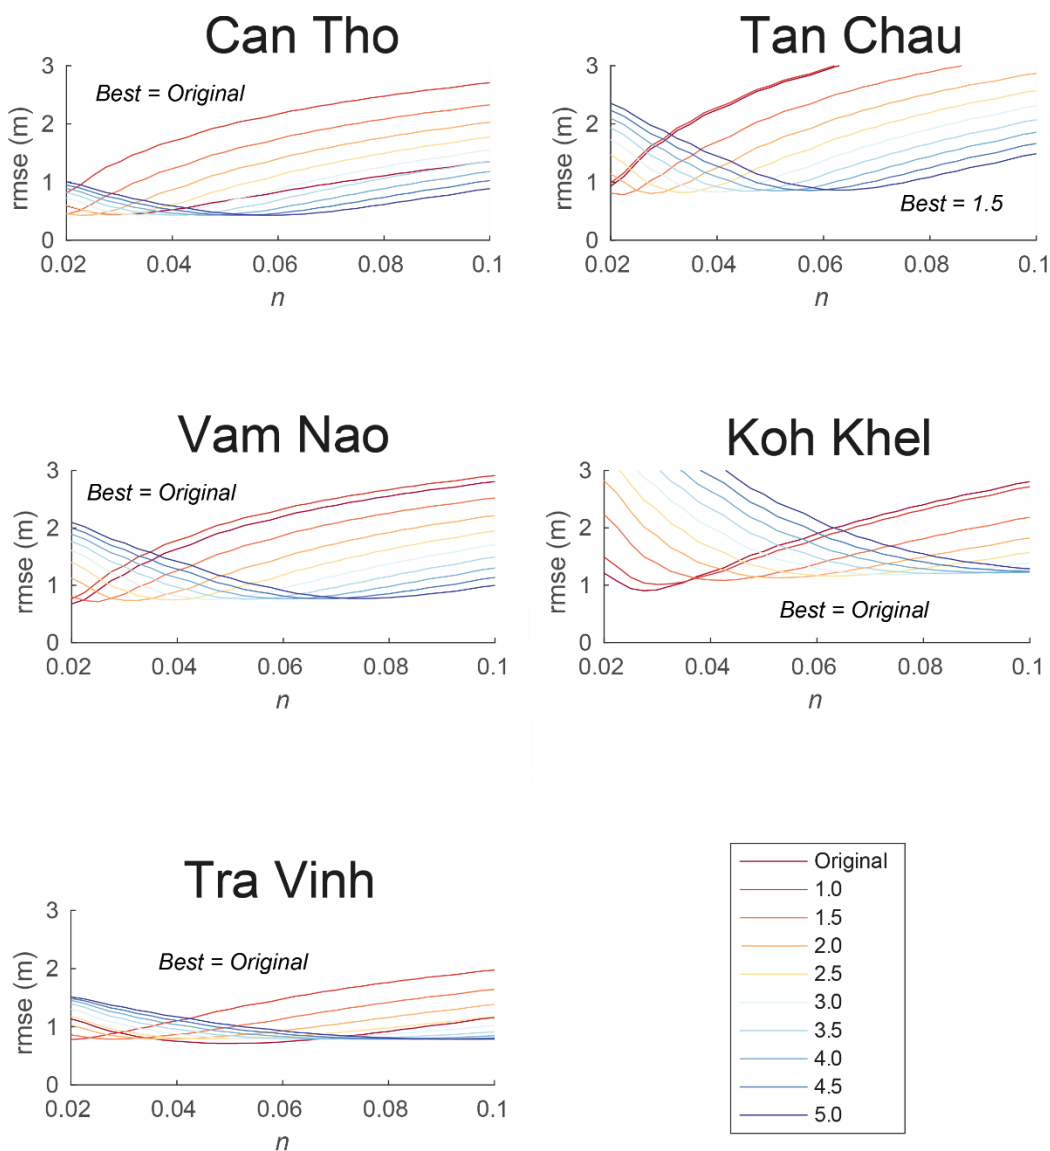 Can Tho
3
2
1
0
rmse (m)
Best = Original
0.02
0.04
0.06
0.08
0.1
n
Tan Chau
3
2
1
0
rmse (m)
Best = 1.5
0.02
0.04
0.06
0.08
0.1
n
Vam Nao
3
2
1
0
rmse (m)
Best = Original
0.02
0.04
0.06
0.08
0.1
n
Koh Khel
3
2
1
0
rmse (m)
Best = Original
0.02
0.04
0.06
0.08
0.1
n
Tra Vinh
3
2
1
0
rmse (m)
Best = Original
0.02
0.04
0.06
0.08
0.1
n
Original
1.0
1.5
2.0
2.5
3.0
3.5
4.0
4.5
5.0